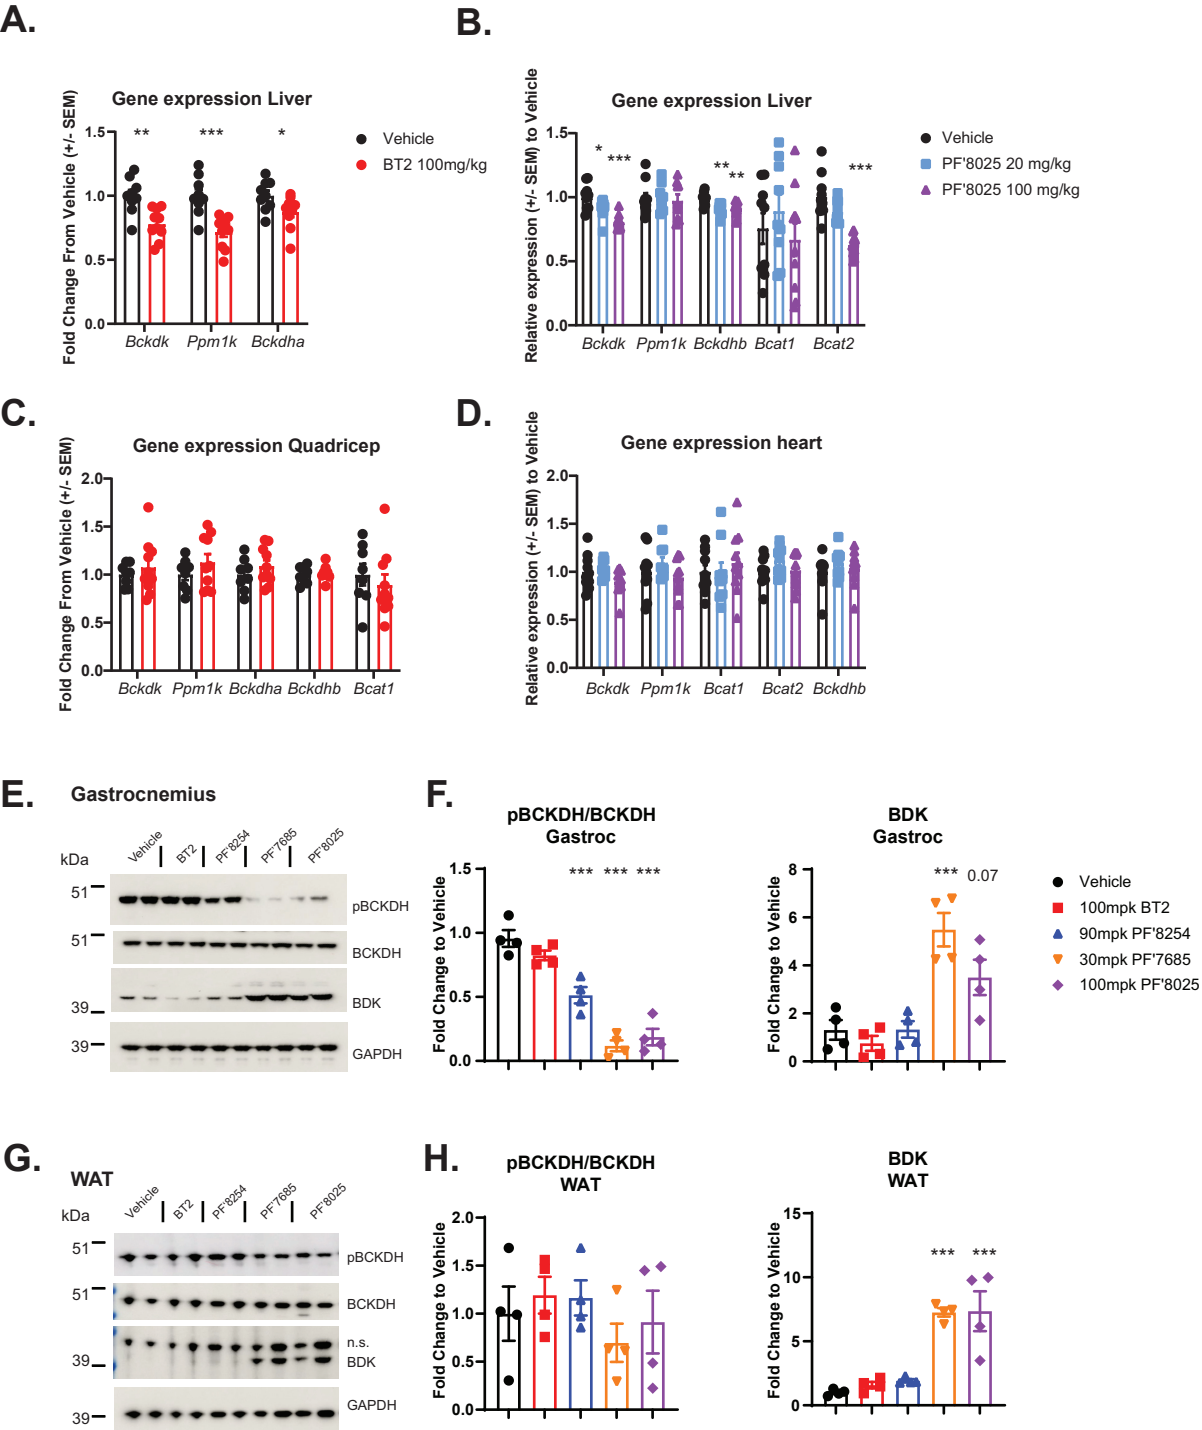 A.
Gene expression Liver
Fold Change From Vehicle (+/- SEM)
1.5
1.0
0.5
0.0
** *** *
Bckdk Ppm1k Bckdha
Vehicle
BT2 100mg/kg
B.
Gene expression Liver
Relative expression (+/- SEM) to Vehicle
1.5
1.0
0.5
0.0
* *** ** ** ***
Bckdk Ppm1k Bckdhb Bcat1 Bcat2
Vehicle
PF'8025 20 mg/kg
PF'8025 100 mg/kg
C.
Gene expression Quadricep
Fold Change From Vehicle (+/- SEM)
2.0
1.5
1.0
0.5
0.0
Bckdk Ppm1k Bckdha Bckdhb Bcat1
D.
Gene expression heart
Relative expression (+/- SEM) to Vehicle
2.0
1.5
1.0
0.5
0.0
Bckdk Ppm1k Bcat1 Bcat2 Bckdhb
E.
Gastrocnemius
kDa
Vehicle BT2 PF'8254 PF'7685 PF'8025
51
pBCKDH
51
BCKDH
39
BDK
39
GAPDH
F.
pBCKDH/BCKDH
Gastroc
Fold Change to Vehicle
1.5
1.0
0.5
0.0
*** *** ***
BDK
Gastroc
Fold Change to Vehicle
8
6
4
2
0
*** 0.07
Vehicle
100mpk BT2
90mpk PF'8254
30mpk PF'7685
100mpk PF'8025
G.
WAT
kDa
Vehicle BT2 PF'8254 PF'7685 PF'8025
51
pBCKDH
51
BCKDH
n.s.
39
BDK
39
GAPDH
H.
pBCKDH/BCKDH
WAT
Fold Change to Vehicle
2.0
1.5
1.0
0.5
0.0
BDK
WAT
Fold Change to Vehicle
15
10
5
0
*** ***